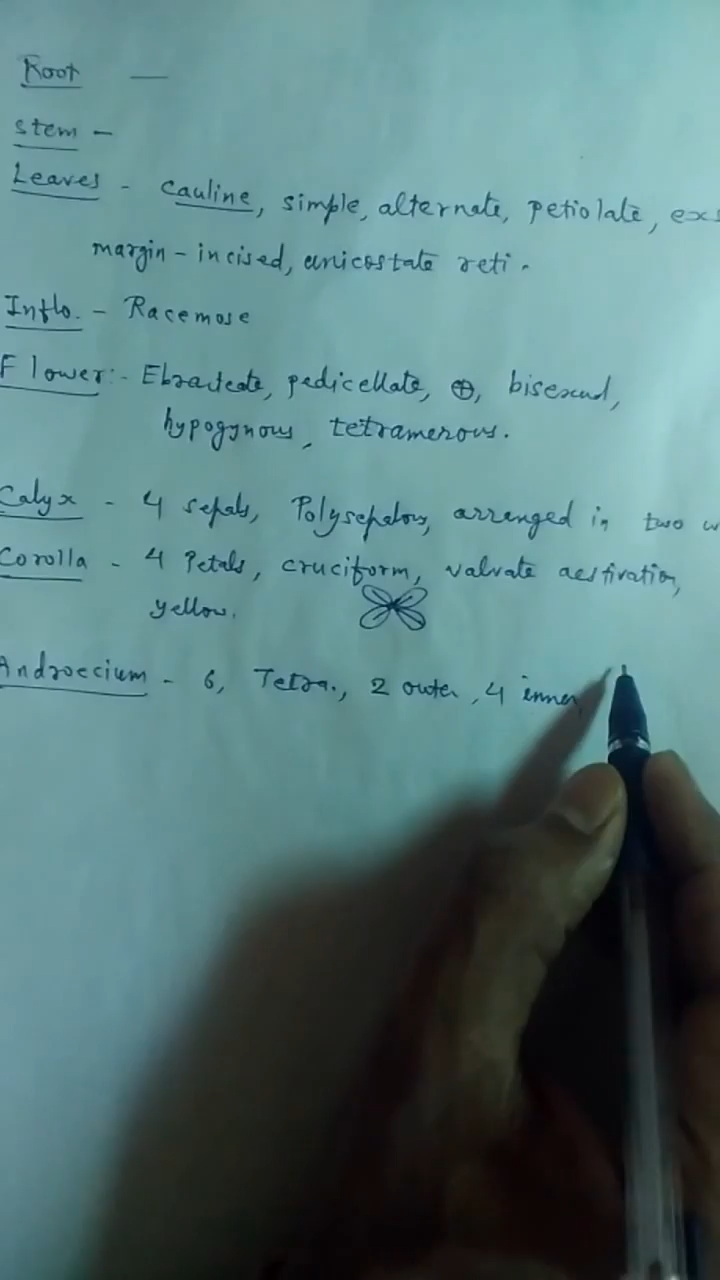 Root —
Stem -
Leaves - Cauline, simple, alternate, petiolate, exs
margin - incised, unicostate reti.
Inflo. - Racemose
Flower:- Ebracteate, pedicellate, ⊕, bisexual,
hypogynous, tetramerous.
Calyx - 4 sepals, Polysepalous, arranged in two w
Corolla - 4 Petals, cruciform, valvate aestivation,
yellow.
Androecium - 6, Tetra., 2 outer, 4 inner,